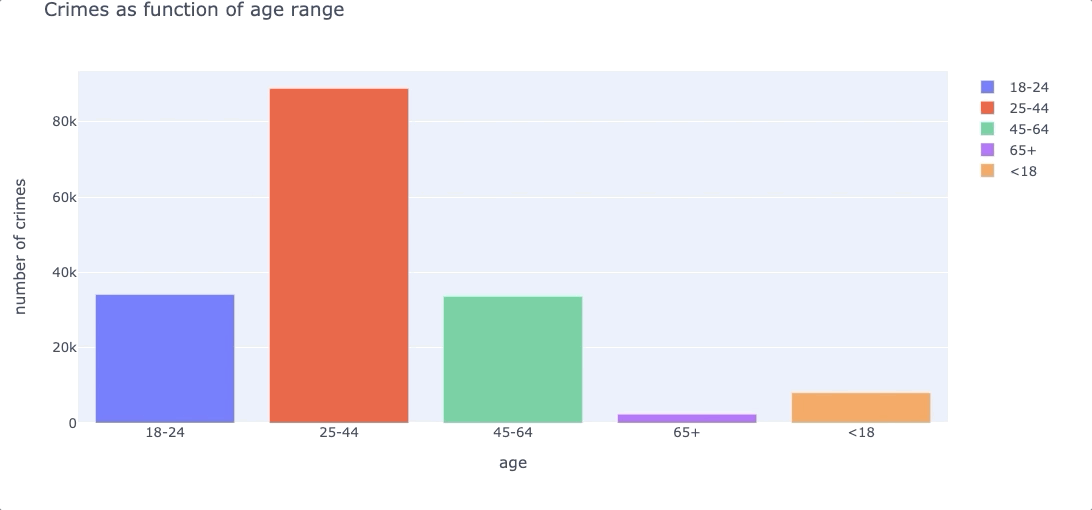 Crimes as function of age range
18-24
25-44
45-64
65+
<18
number of crimes
80k
60k
40k
20k
0
18-24 25-44 45-64 65+ <18
age